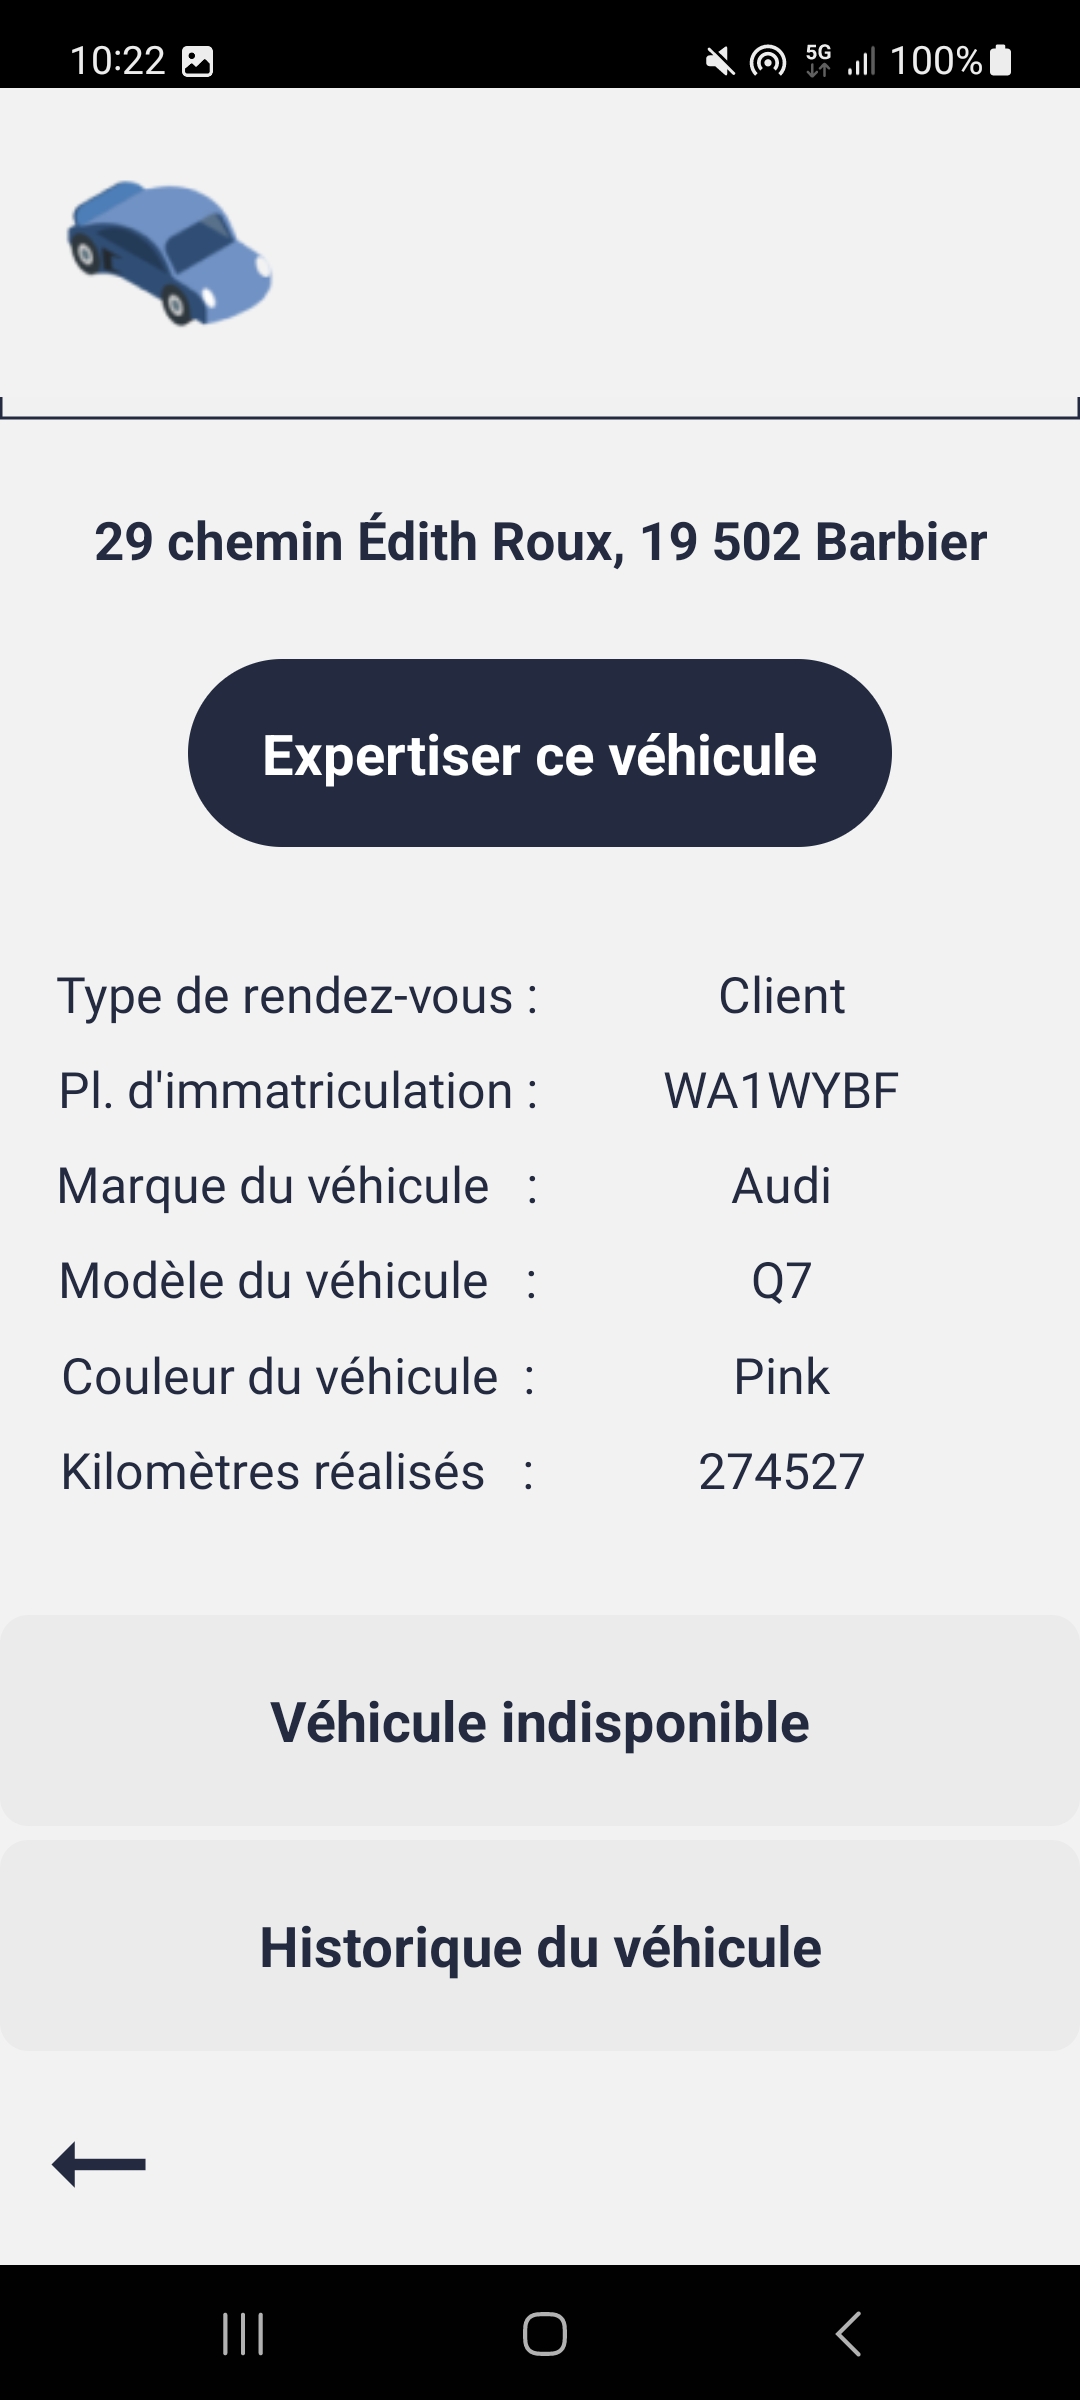 10:22 5G 100%
29 chemin Édith Roux, 19 502 Barbier
Expertiser ce véhicule
Type de rendez-vous : Client
Pl. d'immatriculation : WA1WYBF
Marque du véhicule : Audi
Modèle du véhicule : Q7
Couleur du véhicule : Pink
Kilomètres réalisés : 274527
Véhicule indisponible
Historique du véhicule